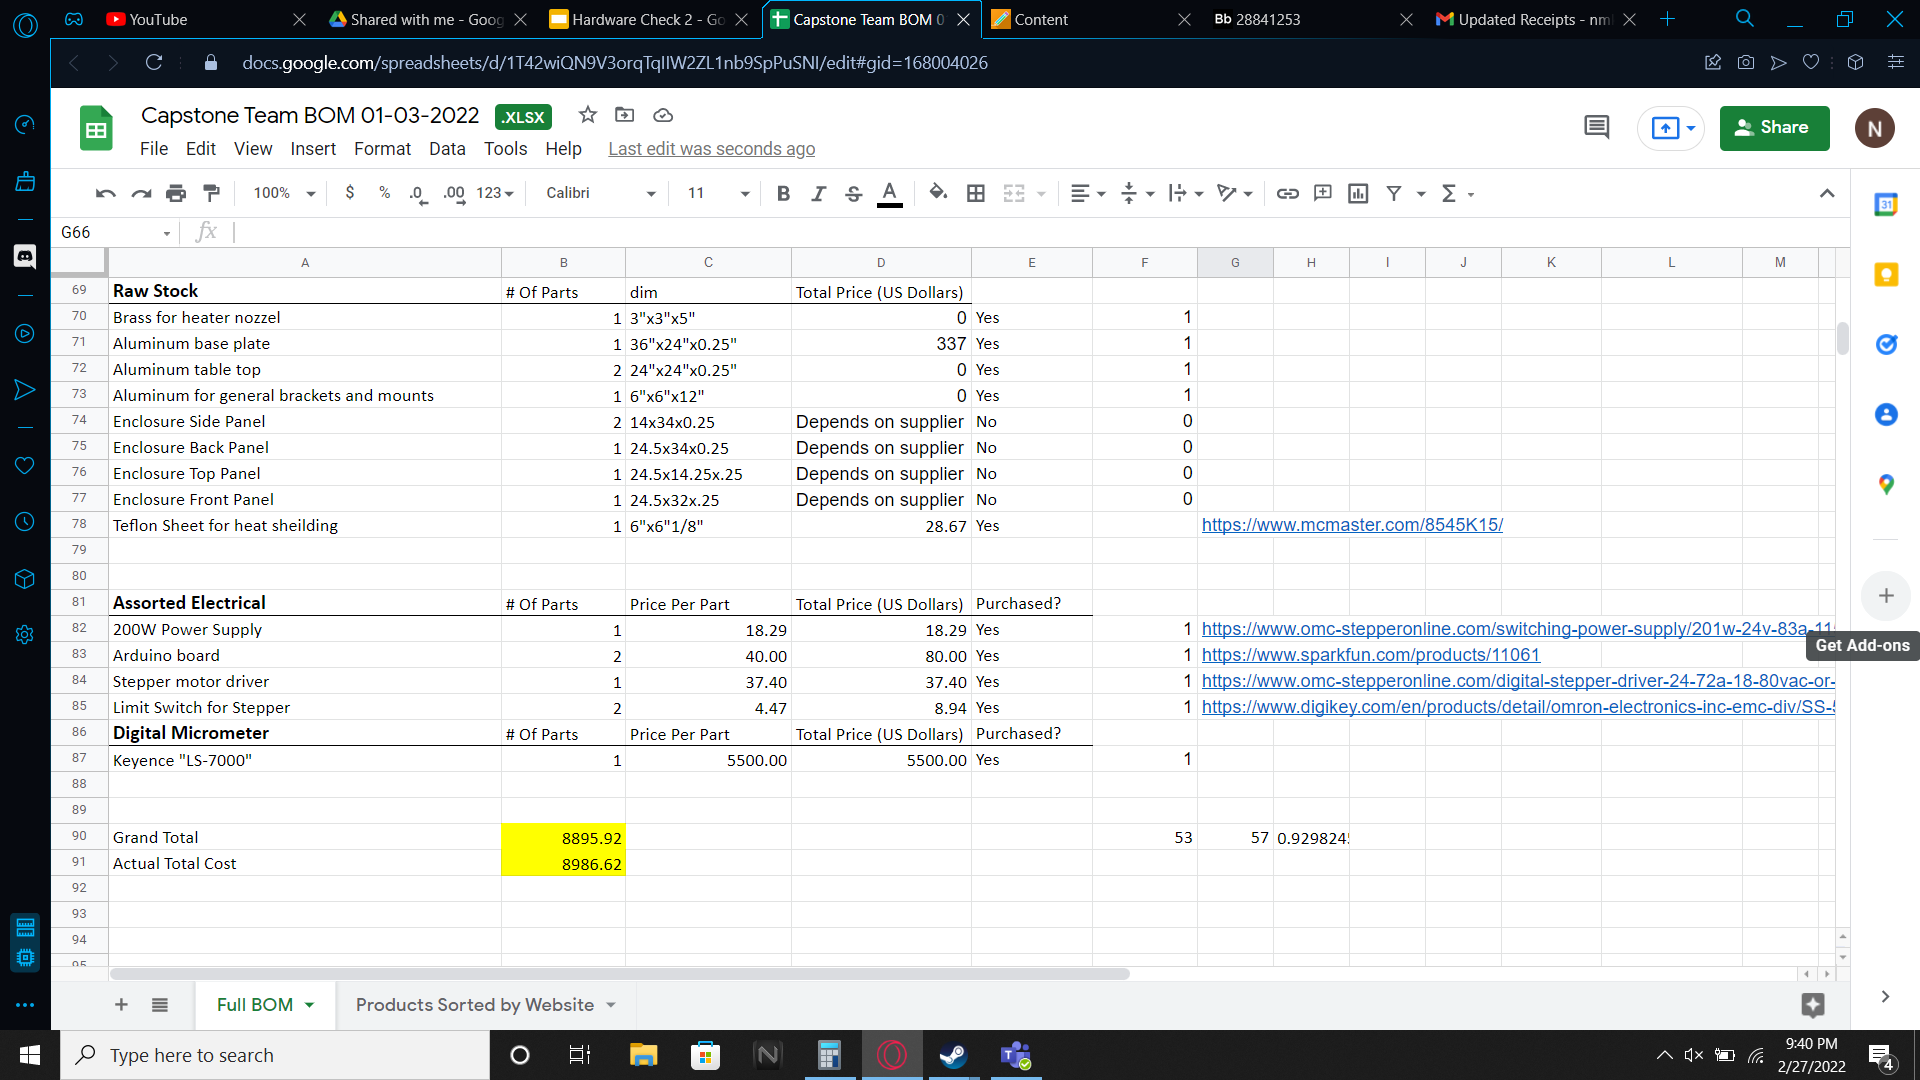 YouTube
Shared with me - Goog
Hardware Check 2 - Go
Capstone Team BOM 0
Content
Bb 28841253
Updated Receipts - nml
docs.google.com/spreadsheets/d/1T42wiQN9V3orqTqIIW2ZL1nb9SpPuSNI/edit#gid=168004026
Capstone Team BOM 01-03-2022 .XLSX
Share
N
File Edit View Insert Format Data Tools Help Last edit was seconds ago
100% $ % .0 .00 123 Calibri 11 B I S A
G66 fx
A B C D E F G H I J K L M
69 Raw Stock # Of Parts dim Total Price (US Dollars)
70 Brass for heater nozzel 1 3"x3"x5" 0 Yes 1
71 Aluminum base plate 1 36"x24"x0.25" 337 Yes 1
72 Aluminum table top 2 24"x24"x0.25" 0 Yes 1
73 Aluminum for general brackets and mounts 1 6"x6"x12" 0 Yes 1
74 Enclosure Side Panel 2 14x34x0.25 Depends on supplier No 0
75 Enclosure Back Panel 1 24.5x34x0.25 Depends on supplier No 0
76 Enclosure Top Panel 1 24.5x14.25x.25 Depends on supplier No 0
77 Enclosure Front Panel 1 24.5x32x.25 Depends on supplier No 0
78 Teflon Sheet for heat sheilding 1 6"x6"1/8" 28.67 Yes https://www.mcmaster.com/8545K15/
79
80
81 Assorted Electrical # Of Parts Price Per Part Total Price (US Dollars) Purchased?
82 200W Power Supply 1 18.29 18.29 Yes 1 https://www.omc-stepperonline.com/switching-power-supply/201w-24v-83a-11
83 Arduino board 2 40.00 80.00 Yes 1 https://www.sparkfun.com/products/11061
Get Add-ons
84 Stepper motor driver 1 37.40 37.40 Yes 1 https://www.omc-stepperonline.com/digital-stepper-driver-24-72a-18-80vac-or-
85 Limit Switch for Stepper 2 4.47 8.94 Yes 1 https://www.digikey.com/en/products/detail/omron-electronics-inc-emc-div/SS-5
86 Digital Micrometer # Of Parts Price Per Part Total Price (US Dollars) Purchased?
87 Keyence "LS-7000" 1 5500.00 5500.00 Yes 1
88
89
90 Grand Total 8895.92 53 57 0.9298245
91 Actual Total Cost 8986.62
92
93
94
95
Full BOM Products Sorted by Website
Type here to search
9:40 PM
2/27/2022
4
31